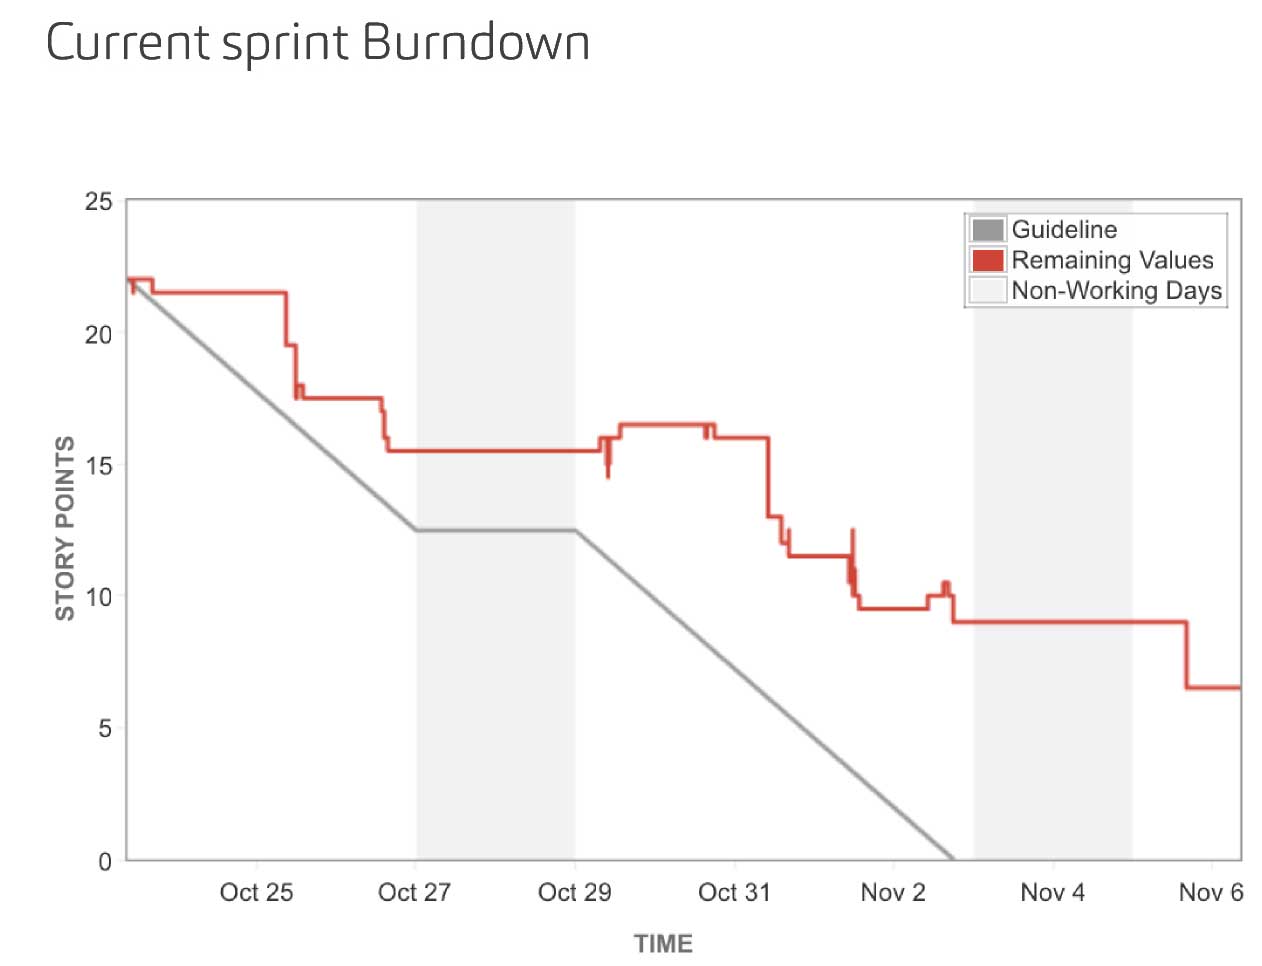 Current sprint Burndown
25
Guideline
Remaining Values
Non-Working Days
20
15
10
5
0
STORY POINTS
Oct 25 Oct 27 Oct 29 Oct 31 Nov 2 Nov 4 Nov 6
TIME